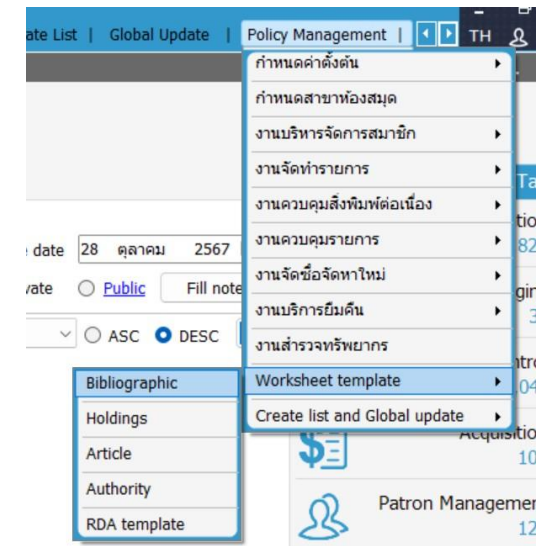 ate List | Global Update | Policy Management | TH
กำหนดค่าตั้งต้น
กำหนดสาขาห้องสมุด
งานบริหารจัดการสมาชิก
งานจัดทำรายการ
Ta
งานควบคุมสิ่งพิมพ์ต่อเนื่อง
tio
date 28 ตุลาคม 2567
งานควบคุมรายการ
82
vate Public Fill note
งานจัดซื้อจัดหาใหม่
gin
งานบริการยืมคืน
3
ASC DESC
งานสำรวจทรัพยากร
ntro
Bibliographic
Worksheet template
04
Holdings
Create list and Global update
Acquisitio
Article
10
Authority
Patron Managemen
RDA template
12